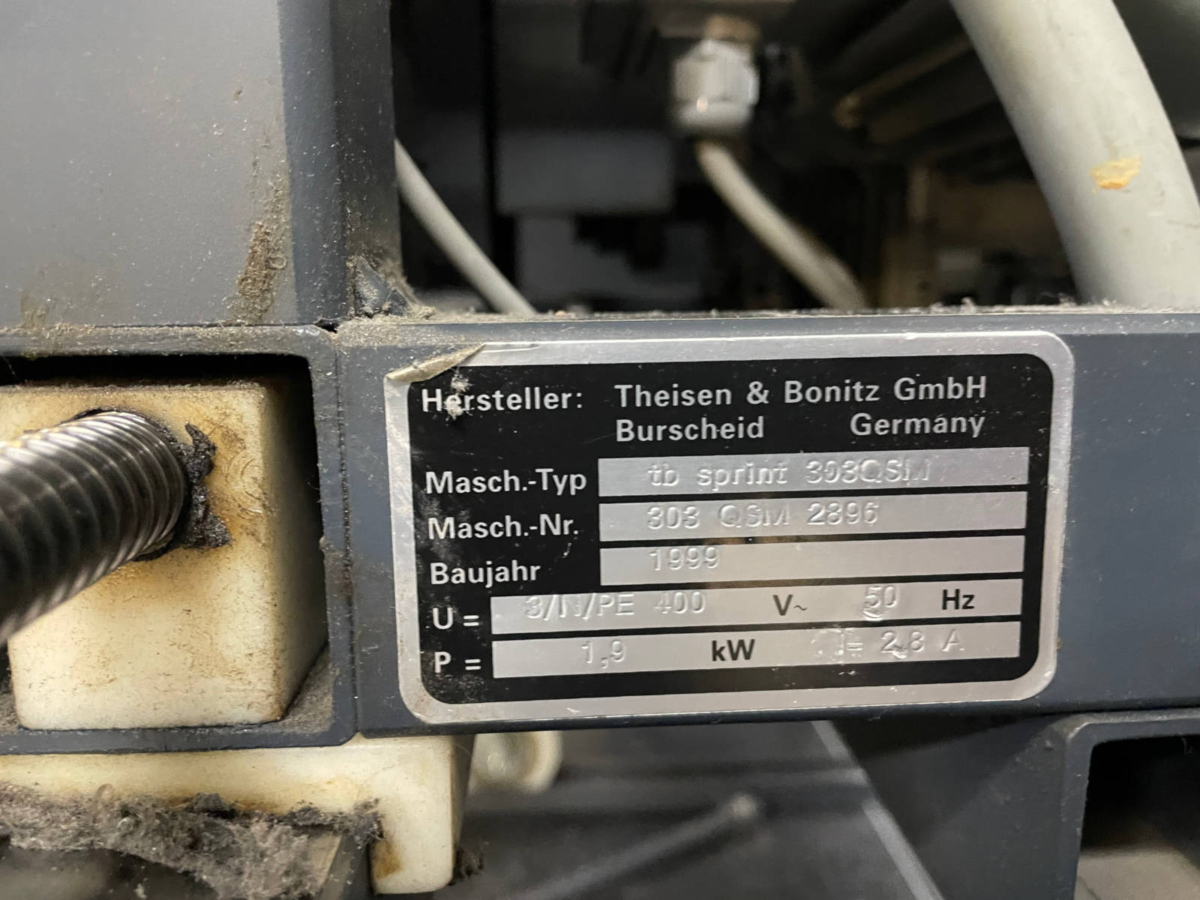 Hersteller: Theisen & Bonitz GmbH
Burscheid Germany
Masch.-Typ tb sprint 303QSM
Masch.-Nr. 303 QSM 2896
Baujahr 1999
U = 3/N/PE 400 V~ 50 Hz
P = 1,9 kW I= 2,8 A